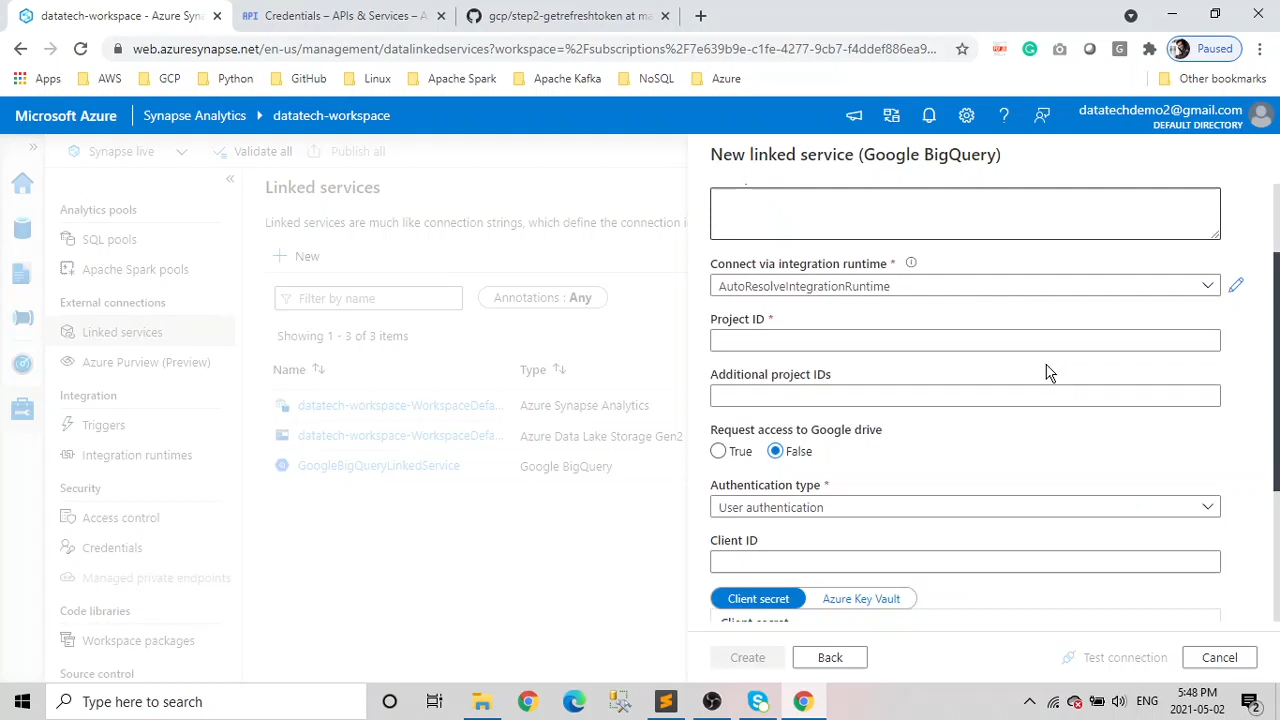 datatech-workspace - Azure Syna
Credentials – APIs & Services – A
gcp/step2-getrefreshtoken at ma
web.azuresynapse.net/en-us/management/datalinkedservices?workspace=%2Fsubscriptions%2F7e639b9e-c1fe-4277-9cb7-f4ddef886ea9...
Paused
Apps
AWS
GCP
Python
GitHub
Linux
Apache Spark
Apache Kafka
NoSQL
Azure
Other bookmarks
Microsoft Azure
Synapse Analytics
datatech-workspace
datatechdemo2@gmail.com
DEFAULT DIRECTORY
Synapse live
Validate all
Publish all
Analytics pools
SQL pools
Apache Spark pools
External connections
Linked services
Azure Purview (Preview)
Integration
Triggers
Integration runtimes
Security
Access control
Credentials
Managed private endpoints
Code libraries
Workspace packages
Source control
Linked services
Linked services are much like connection strings, which define the connection i
New
Filter by name
Annotations : Any
Showing 1 - 3 of 3 items
Name
Type
datatech-workspace-WorkspaceDefa...
Azure Synapse Analytics
datatech-workspace-WorkspaceDefa...
Azure Data Lake Storage Gen2
GoogleBigQueryLinkedService
Google BigQuery
New linked service (Google BigQuery)
Connect via integration runtime *
AutoResolveIntegrationRuntime
Project ID *
Additional project IDs
Request access to Google drive
True
False
Authentication type *
User authentication
Client ID
Client secret
Azure Key Vault
Client secret
Create
Back
Test connection
Cancel
Type here to search
ENG
5:48 PM
2021-05-02
2